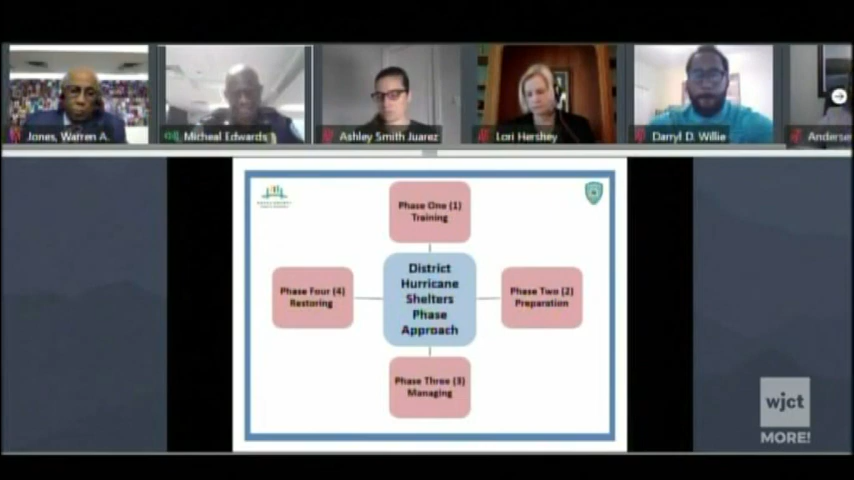 Jones, Warren A.
Micheal Edwards
Ashley Smith Juarez
Lori Hershey
Darryl D. Willie
Anders
Phase One (1)
Training
District
Hurricane
Shelters
Phase
Approach
Phase Four (4)
Restoring
Phase Two (2)
Preparation
Phase Three (3)
Managing
wjct
MORE!